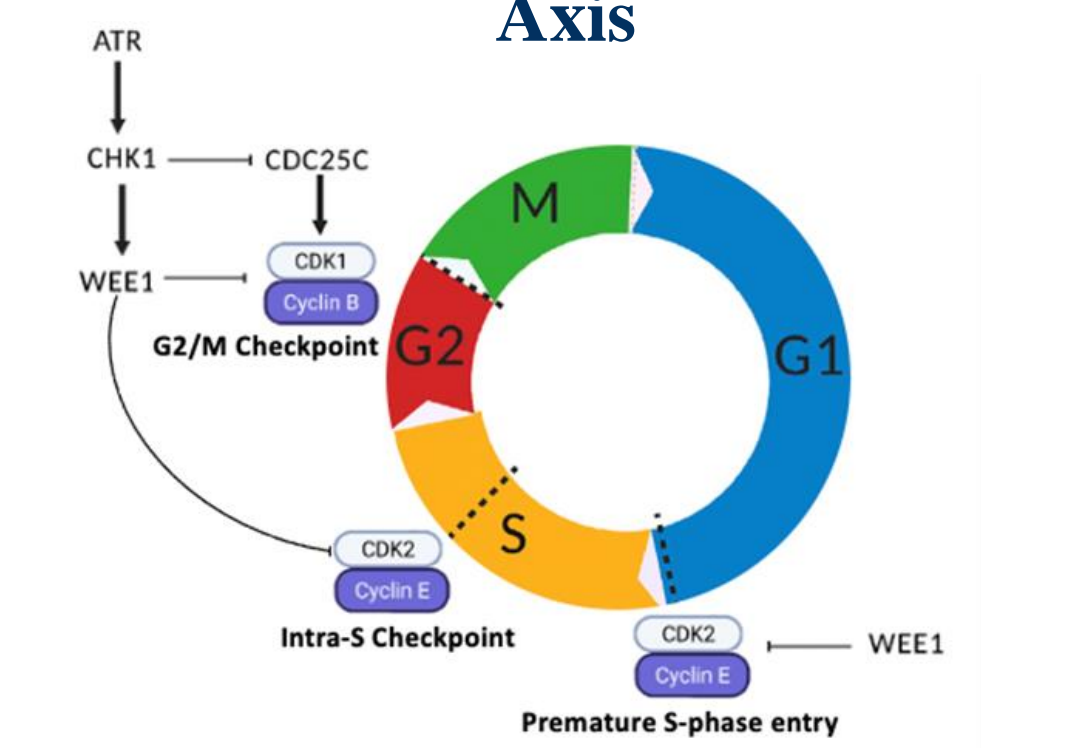 Axis
ATR
CHK1
CDC25C
WEE1
CDK1
Cyclin B
G2/M Checkpoint
M
G2
G1
S
CDK2
Cyclin E
Intra-S Checkpoint
CDK2
Cyclin E
WEE1
Premature S-phase entry